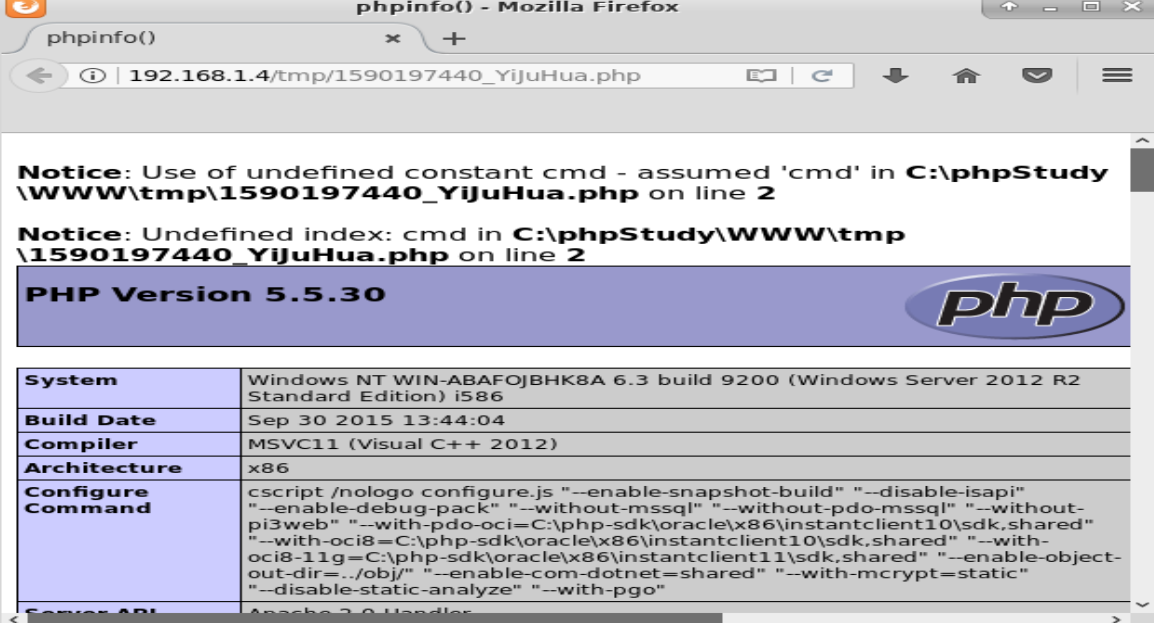 phpinfo() - Mozilla Firefox
phpinfo()
192.168.1.4/tmp/1590197440_YiJuHua.php
Notice: Use of undefined constant cmd - assumed 'cmd' in C:\phpStudy
\WWW\tmp\1590197440_YiJuHua.php on line 2
Notice: Undefined index: cmd in C:\phpStudy\WWW\tmp
\1590197440_YiJuHua.php on line 2
PHP Version 5.5.30
php
System
Windows NT WIN-ABAFOJBHK8A 6.3 build 9200 (Windows Server 2012 R2
Standard Edition) i586
Build Date
Sep 30 2015 13:44:04
Compiler
MSVC11 (Visual C++ 2012)
Architecture
x86
Configure
Command
cscript /nologo configure.js "--enable-snapshot-build" "--disable-isapi"
"--enable-debug-pack" "--without-mssql" "--without-pdo-mssql" "--without-
pi3web" "--with-pdo-oci=C:\php-sdk\oracle\x86\instantclient10\sdk,shared"
"--with-oci8=C:\php-sdk\oracle\x86\instantclient10\sdk,shared" "--with-
oci8-11g=C:\php-sdk\oracle\x86\instantclient11\sdk,shared" "--enable-object-
out-dir=../obj/" "--enable-com-dotnet=shared" "--with-mcrypt=static"
"--disable-static-analyze" "--with-pgo"
Server API
Apache 2.0 Handler